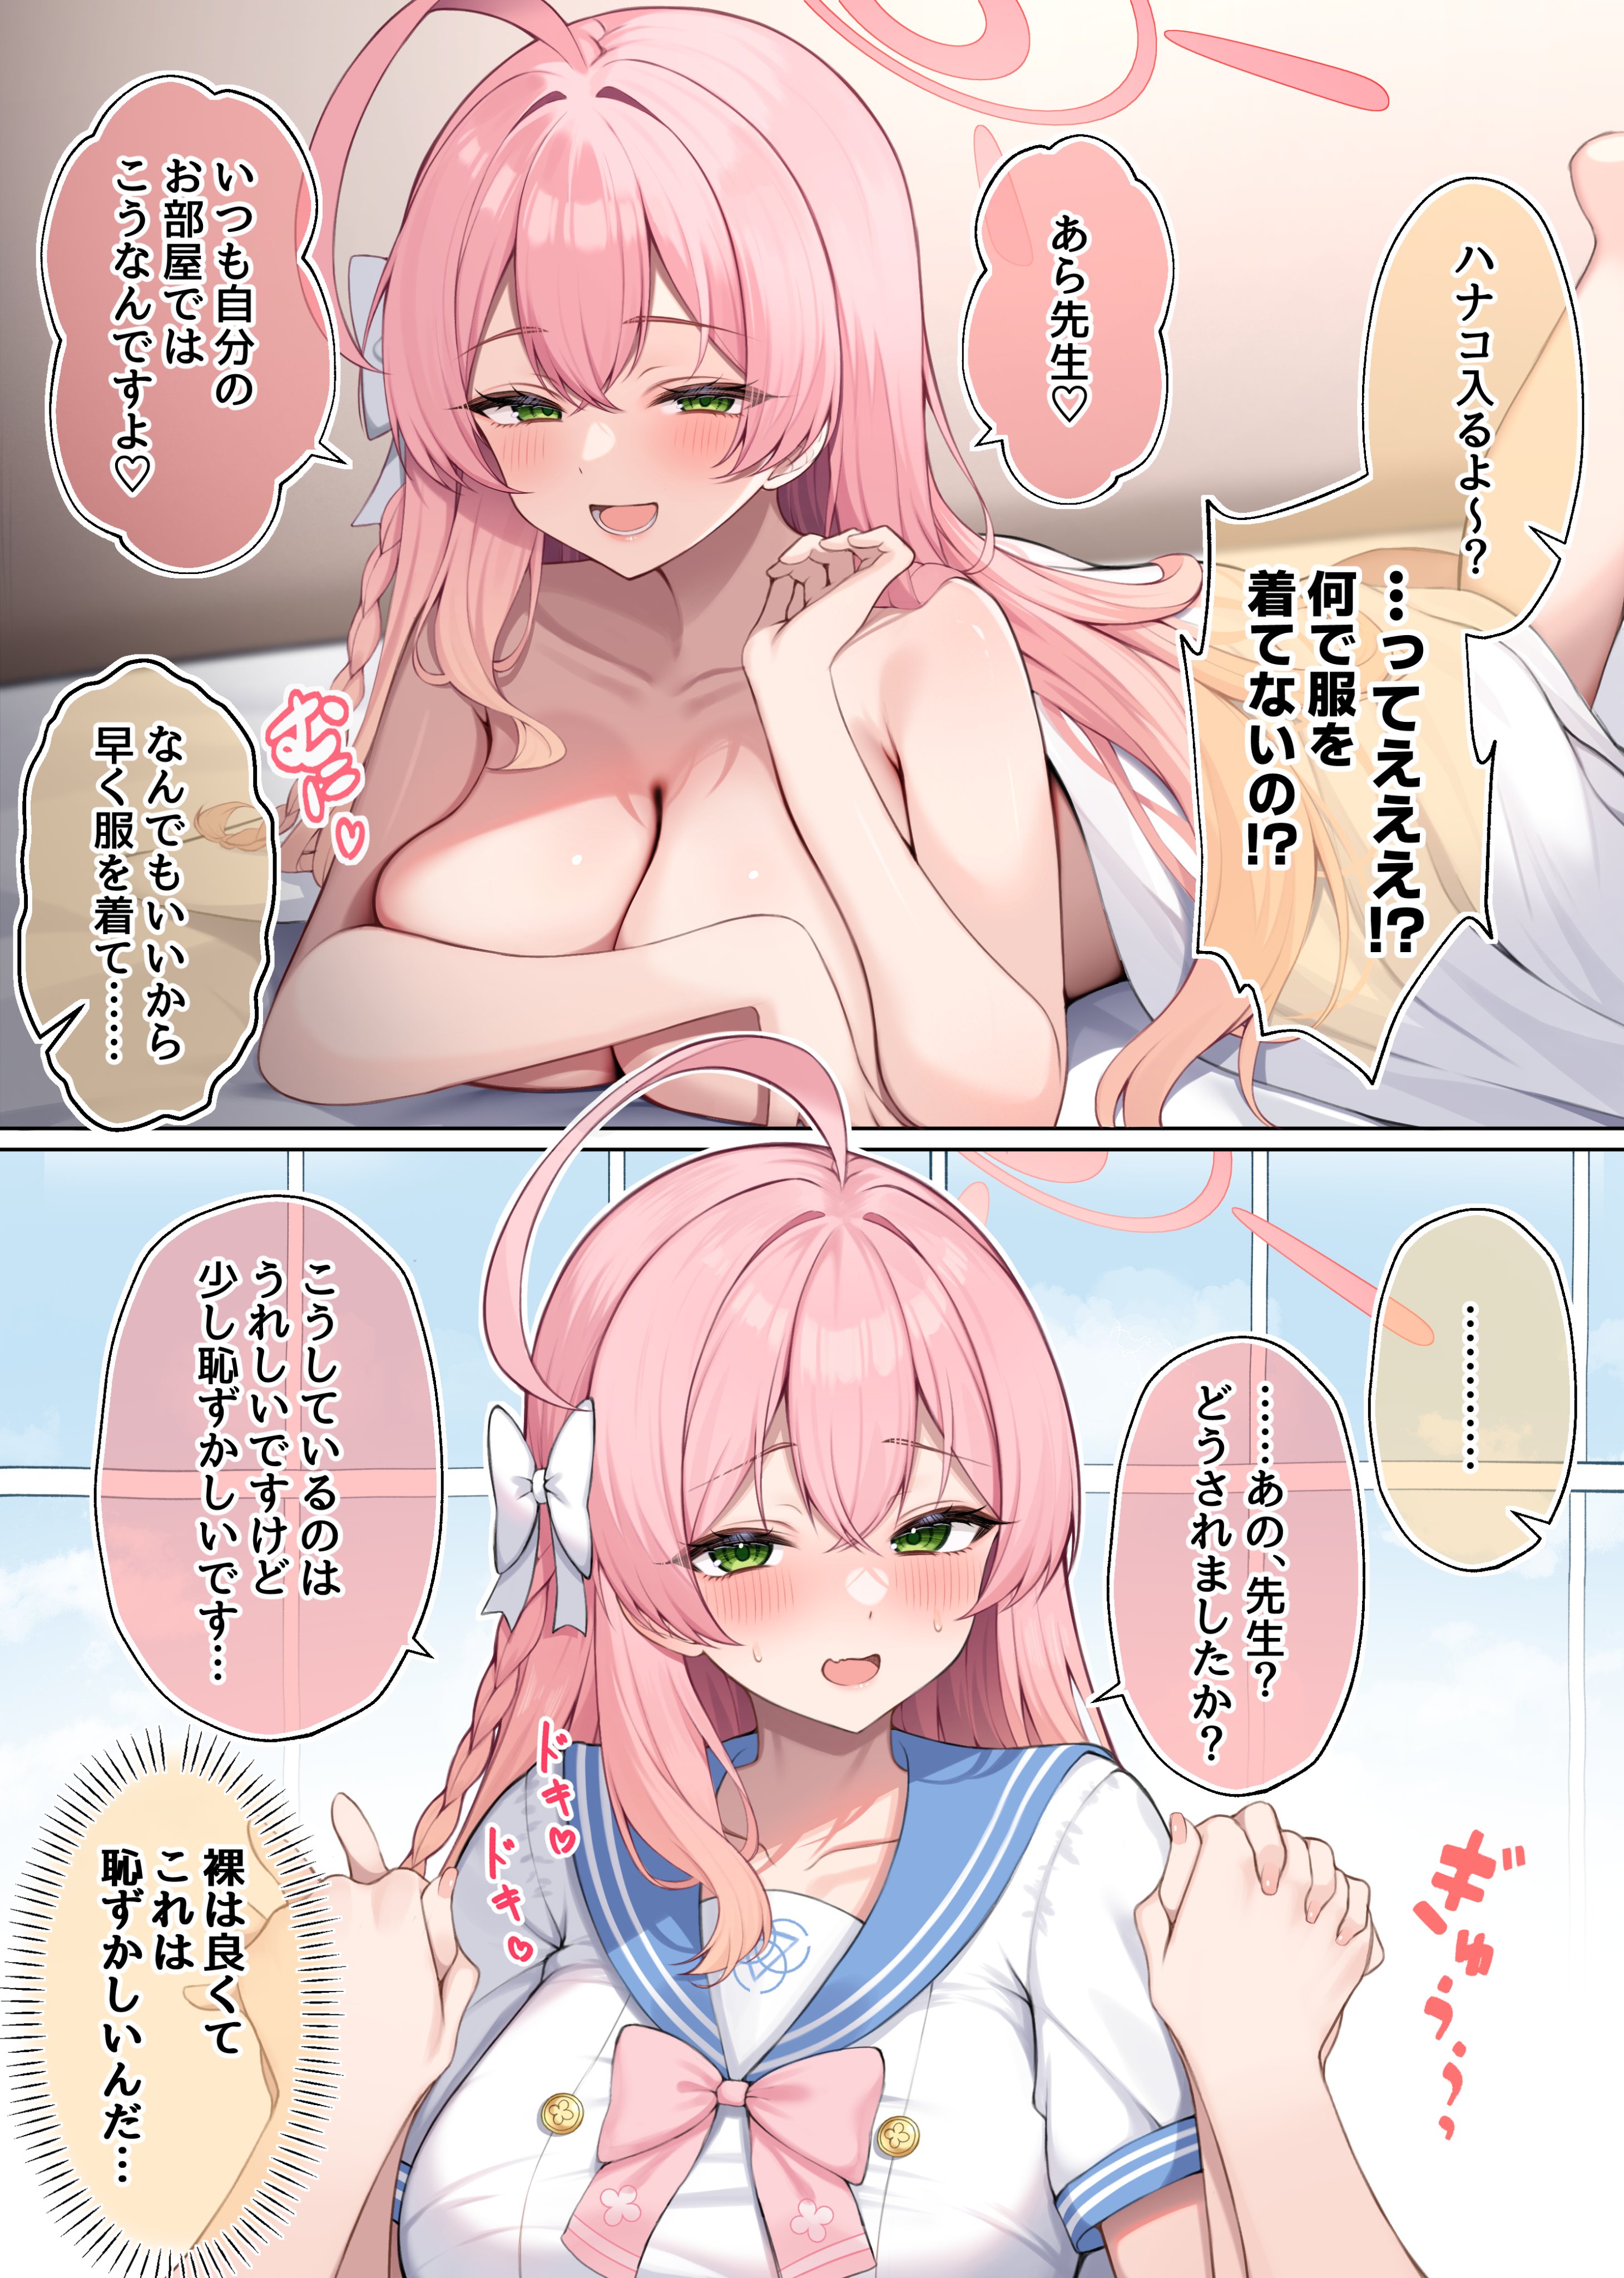 ハナコ入るよ～?
…ってえええ!?
何で服を
着てないの!?
あら先生♡
いつも自分の
お部屋では
こうなんですよ♡
むに♡
なんでもいいから
早く服を着て……
…………
……あの、先生?
どうされましたか?
こうしているのは
うれしいですけど
少し恥ずかしいです…
ドキ♡
ドキ♡
ぎゅううう
裸は良くて
これは
恥ずかしいんだ…